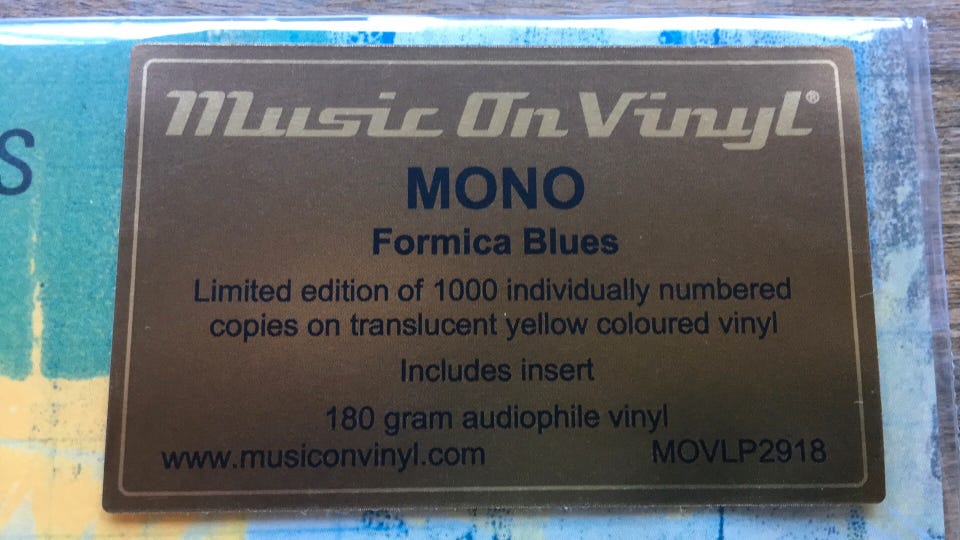 S
Music On Vinyl®
MONO
Formica Blues
Limited edition of 1000 individually numbered
copies on translucent yellow coloured vinyl
Includes insert
180 gram audiophile vinyl
www.musiconvinyl.com MOVLP2918